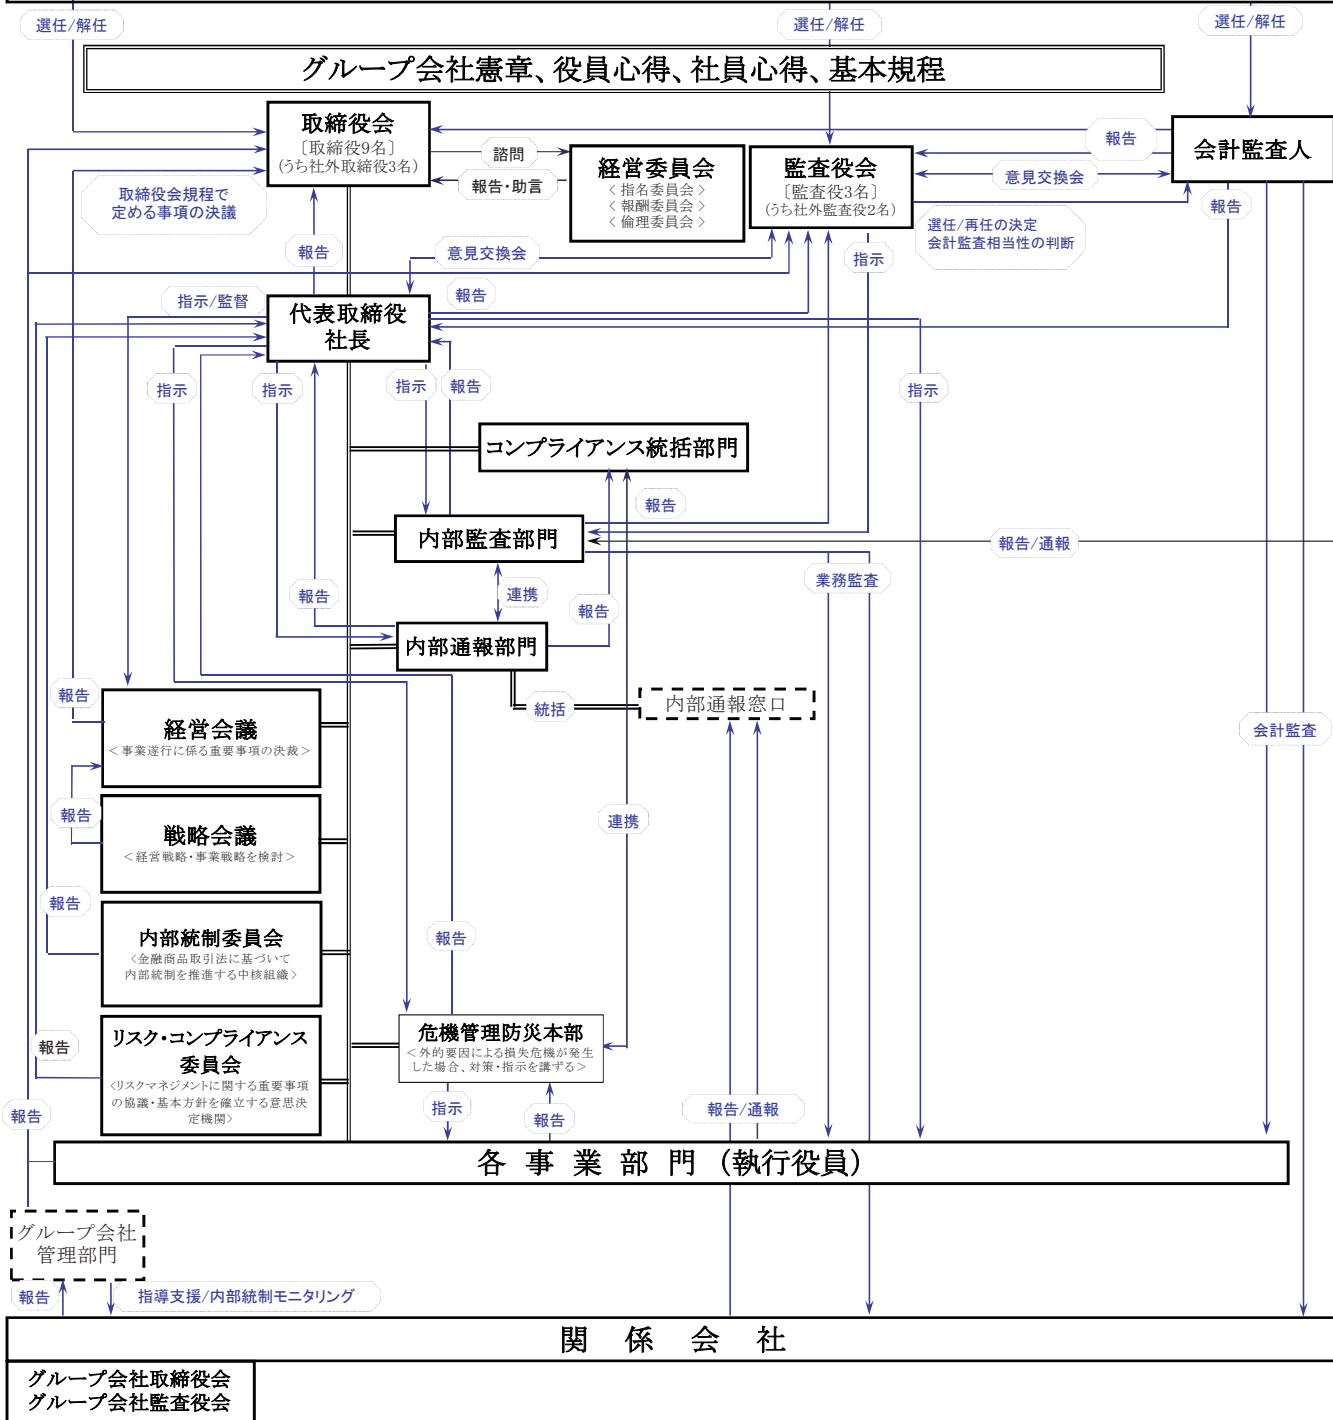 選任/解任
選任/解任
選任/解任
グループ会社憲章、役員心得、社員心得、基本規程
取締役会
〔取締役9名〕
(うち社外取締役3名)
諮問
報告・助言
経営委員会
＜指名委員会＞
＜報酬委員会＞
＜倫理委員会＞
監査役会
〔監査役3名〕
(うち社外監査役2名)
報告
意見交換会
会計監査人
報告
取締役会規程で
定める事項の決議
選任/再任の決定
会計監査相当性の判断
報告
意見交換会
指示
報告
指示/監督
代表取締役
社長
指示
指示
指示
報告
指示
コンプライアンス統括部門
報告
内部監査部門
報告/通報
業務監査
報告
連携
報告
内部通報部門
報告
統括
内部通報窓口
経営会議
＜事業遂行に係る重要事項の決裁＞
会計監査
報告
戦略会議
＜経営戦略・事業戦略を検討＞
連携
報告
内部統制委員会
＜金融商品取引法に基づいて
内部統制を推進する中核組織＞
報告
報告
リスク・コンプライアンス
委員会
＜リスクマネジメントに関する重要事項
の協議・基本方針を確立する意思決
定機関＞
危機管理防災本部
＜外的要因による損失危機が発生
した場合、対策・指示を講ずる＞
報告
指示
報告
報告/通報
各事業部門(執行役員)
グループ会社
管理部門
報告
指導支援/内部統制モニタリング
関係会社
グループ会社取締役会
グループ会社監査役会